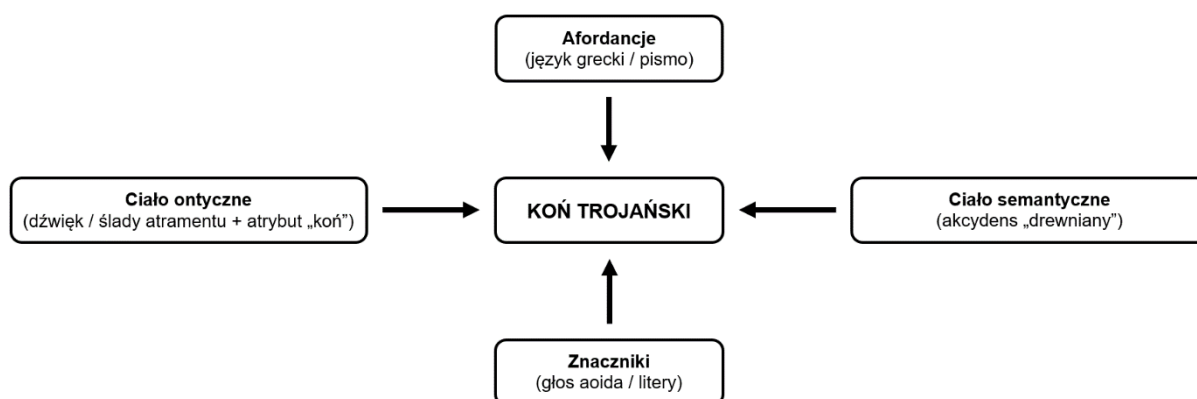 Afordancje
(język grecki / pismo)
Ciało ontyczne
(dźwięk / ślady atramentu + atrybut „koń”)
KOŃ TROJAŃSKI
Ciało semantyczne
(akcydens „drewniany”)
Znaczniki
(głos aoida / litery)